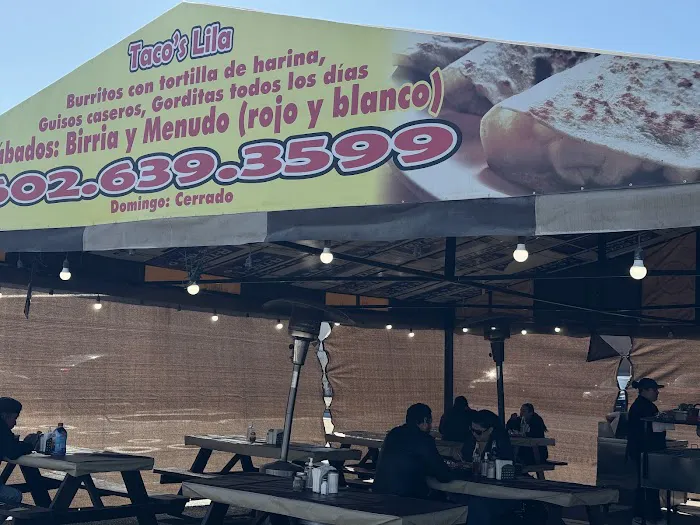 Taco's Lila
Burritos con tortilla de harina,
Guisos caseros, Gorditas todos los días
ábados: Birria y Menudo (rojo y blanco)
602.639.3599
Domingo: Cerrado